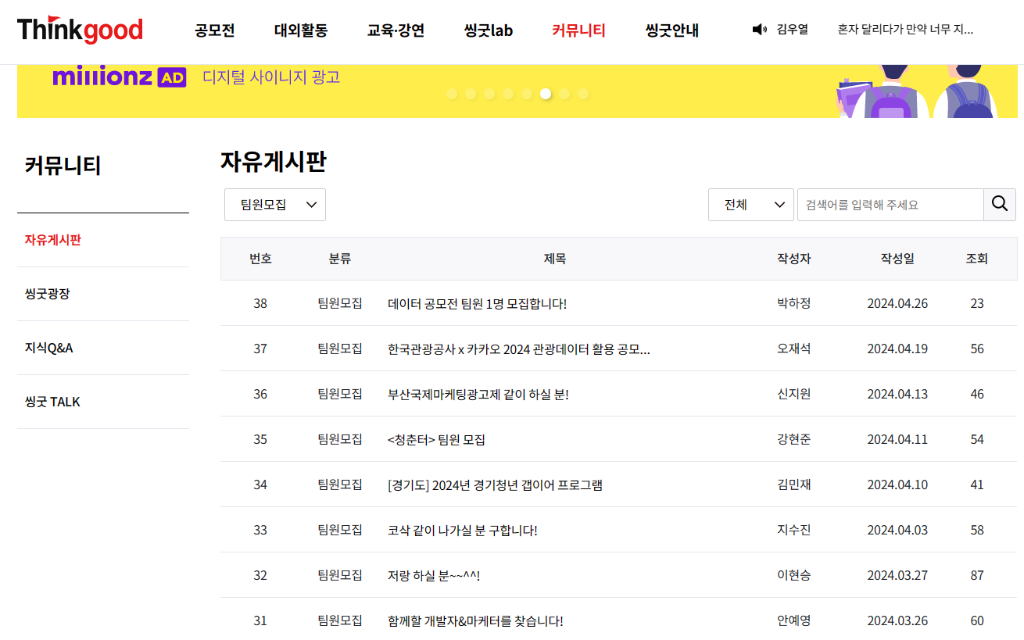 Thinkgood
공모전 대외활동 교육·강연 씽굿lab 커뮤니티 씽굿안내
김우열 혼자 달리다가 만약 너무 지...
millionz AD 디지털 사이니지 광고
커뮤니티
자유게시판
씽굿광장
지식Q&A
씽굿 TALK
자유게시판
팀원모집 전체 검색어를 입력해 주세요
번호 분류 제목 작성자 작성일 조회
38 팀원모집 데이터 공모전 팀원 1명 모집합니다! 박하정 2024.04.26 23
37 팀원모집 한국관광공사 x 카카오 2024 관광데이터 활용 공모... 오재석 2024.04.19 56
36 팀원모집 부산국제마케팅광고제 같이 하실 분! 신지원 2024.04.13 46
35 팀원모집 <청춘터> 팀원 모집 강현준 2024.04.11 54
34 팀원모집 [경기도] 2024년 경기청년 갭이어 프로그램 김민재 2024.04.10 41
33 팀원모집 코삭 같이 나가실 분 구합니다! 지수진 2024.04.03 58
32 팀원모집 저랑 하실 분~~^^! 이현승 2024.03.27 87
31 팀원모집 함께할 개발자&마케터를 찾습니다! 안예영 2024.03.26 60